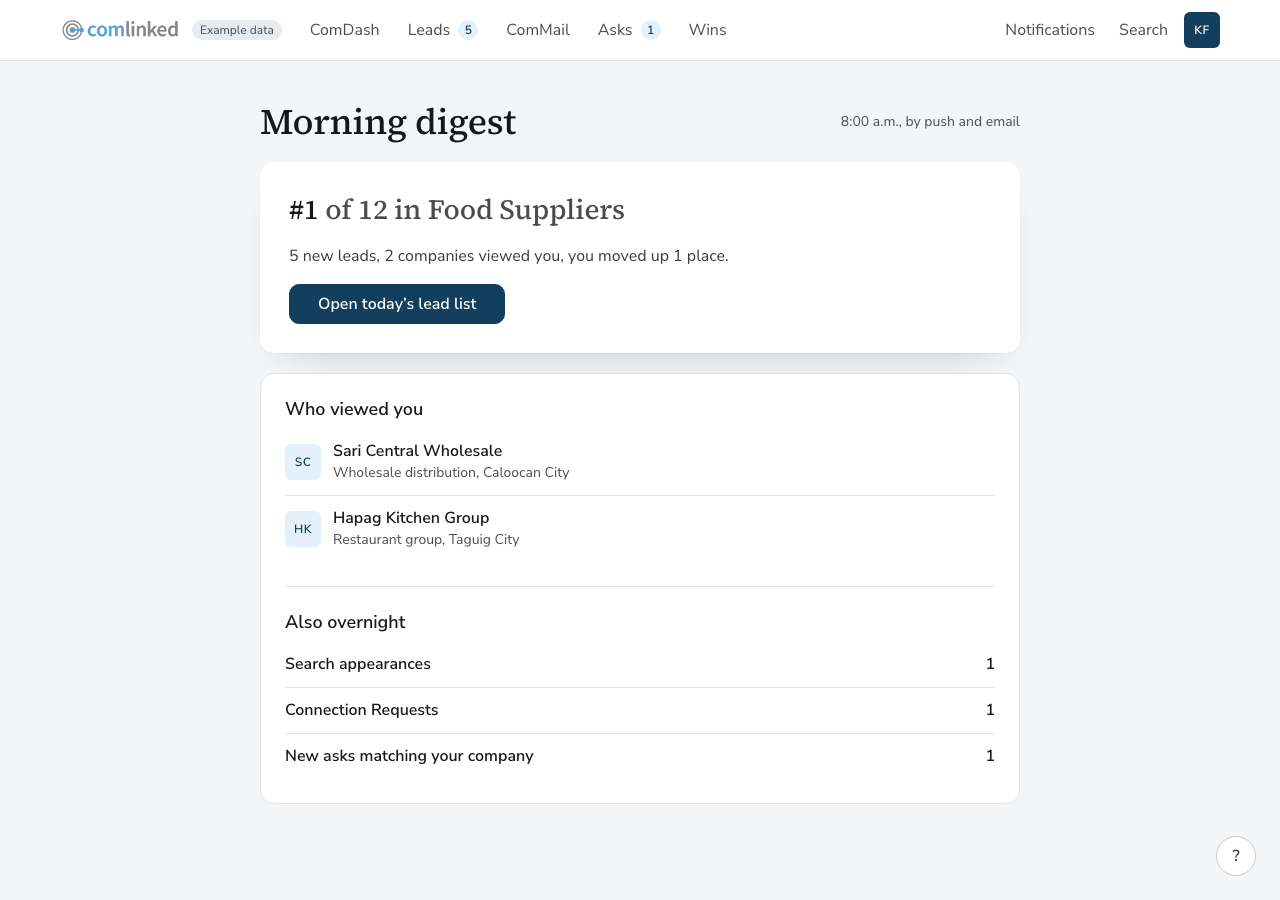 comlinked Example data ComDash Leads 5 ComMail Asks 1 Wins Notifications Search KF
Morning digest
8:00 a.m., by push and email
#1 of 12 in Food Suppliers
5 new leads, 2 companies viewed you, you moved up 1 place.
Open today’s lead list
Who viewed you
SC
Sari Central Wholesale
Wholesale distribution, Caloocan City
HK
Hapag Kitchen Group
Restaurant group, Taguig City
Also overnight
Search appearances 1
Connection Requests 1
New asks matching your company 1
?